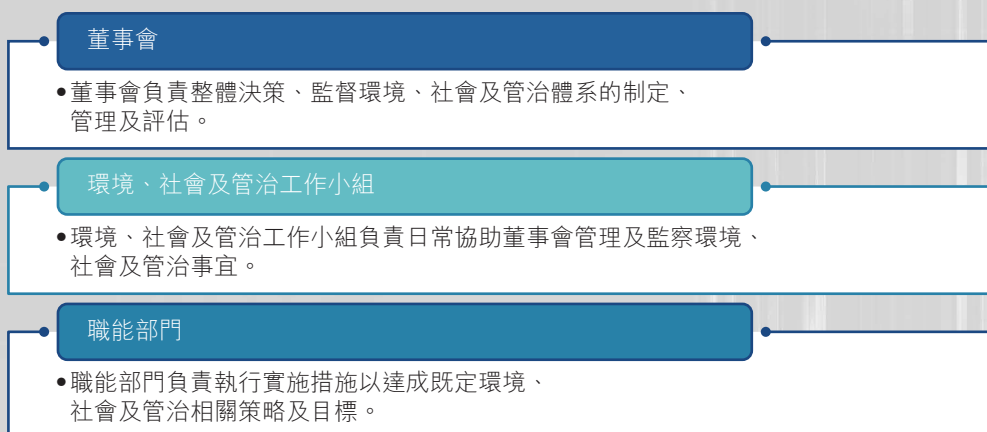 董事會
•董事會負責整體決策、監督環境、社會及管治體系的制定、
管理及評估。
環境、社會及管治工作小組
•環境、社會及管治工作小組負責日常協助董事會管理及監察環境、
社會及管治事宜。
職能部門
•職能部門負責執行實施措施以達成既定環境、
社會及管治相關策略及目標。